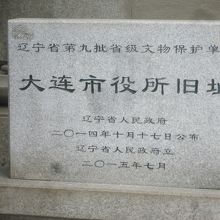 辽宁省第九批省级文物保护单
大连市役所旧址
辽宁省人民政府
二〇一四年十月十七日公布
辽宁省人民政府立
二〇一五年七月